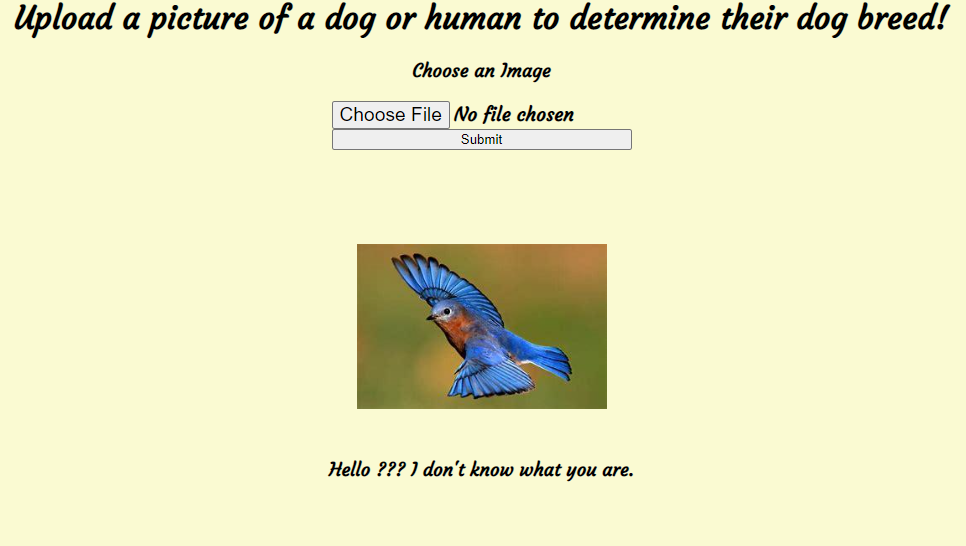 Upload a picture of a dog or human to determine their dog breed!
Choose an Image
Choose File No file chosen
Submit
Hello ??? I don't know what you are.